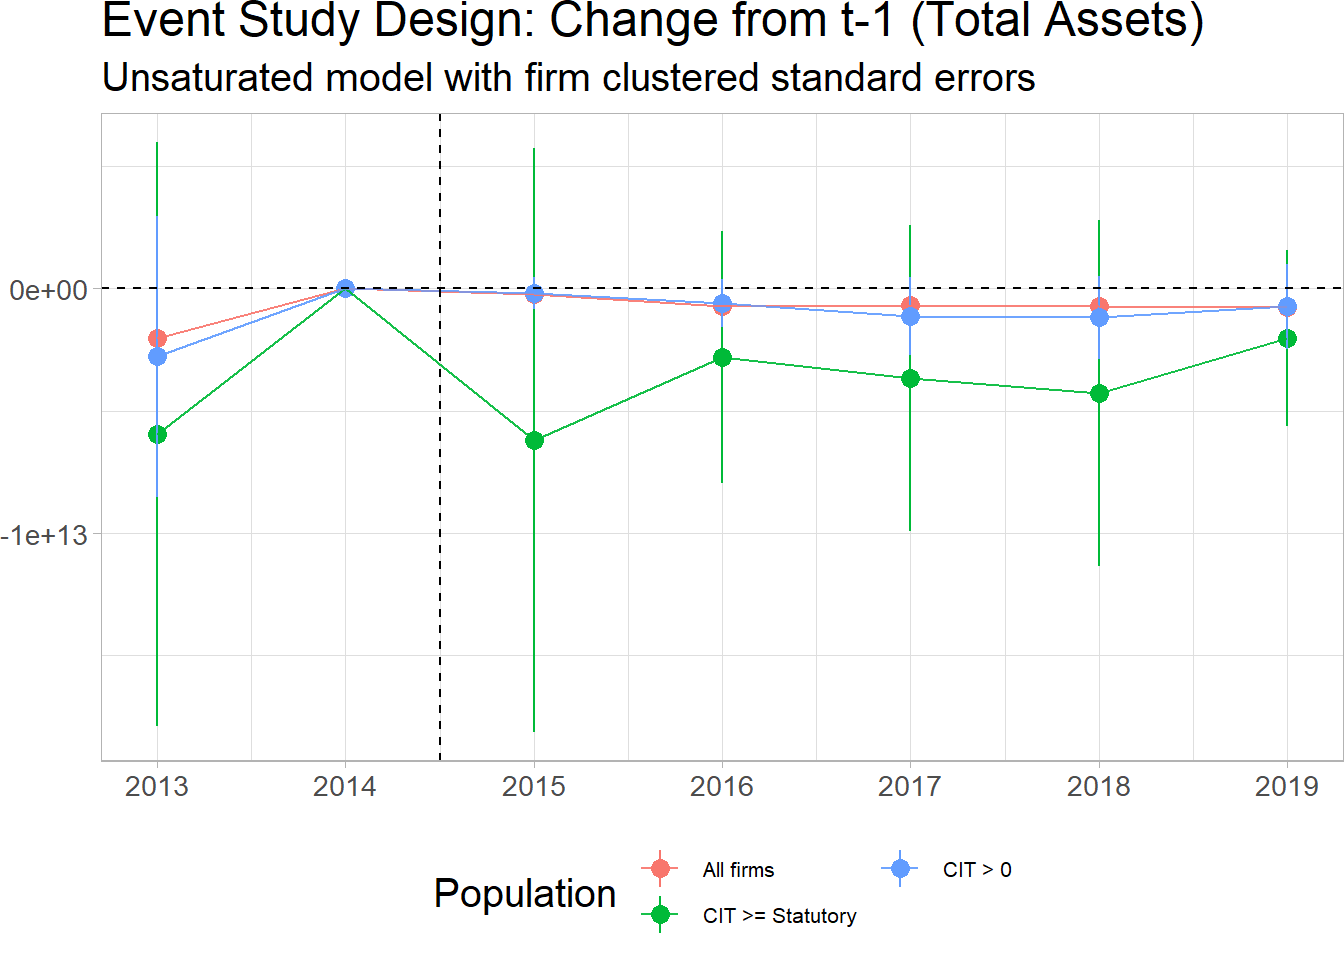 Event Study Design: Change from t-1 (Total Assets)
Unsaturated model with firm clustered standard errors
0e+00
-1e+13
2013 2014 2015 2016 2017 2018 2019
Population
All firms
CIT > 0
CIT >= Statutory